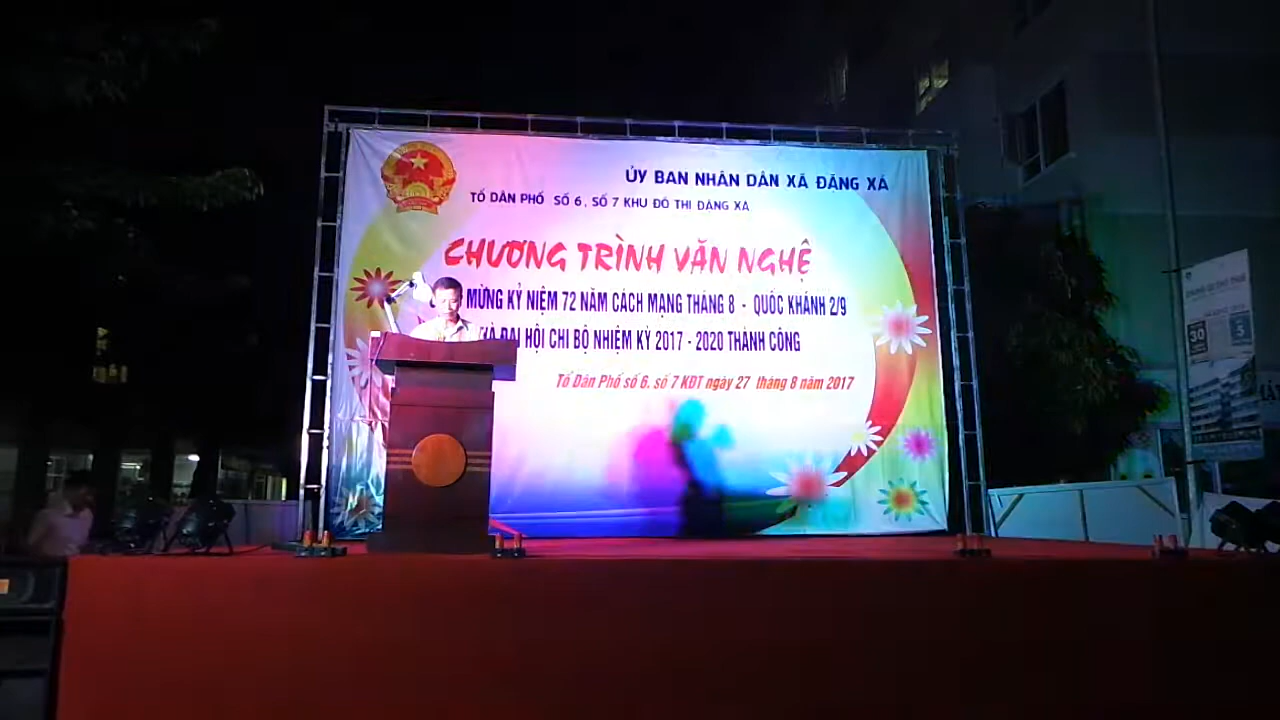 ỦY BAN NHÂN DÂN XÃ ĐẶNG XÁ
TỔ DÂN PHỐ SỐ 6, SỐ 7 KHU ĐÔ THỊ ĐẶNG XÁ
CHƯƠNG TRÌNH VĂN NGHỆ
MỪNG KỶ NIỆM 72 NĂM CÁCH MẠNG THÁNG 8 - QUỐC KHÁNH 2/9
VÀ ĐẠI HỘI CHI BỘ NHIỆM KỲ 2017 - 2020 THÀNH CÔNG
Tổ Dân Phố số 6, số 7 KĐT ngày 27 tháng 8 năm 2017
30
5